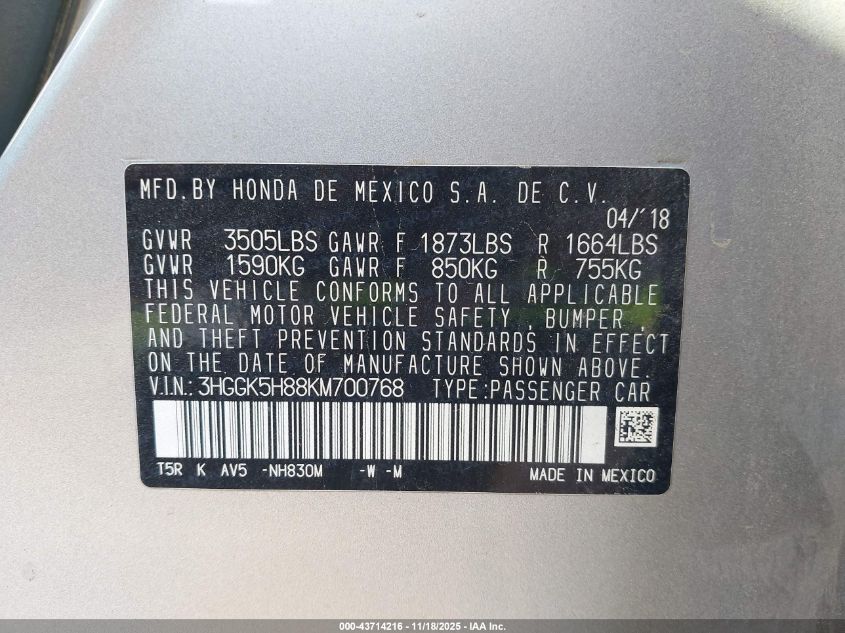 MFD.BY HONDA DE MEXICO S.A. DE C.V.
04/'18
GVWR 3505LBS GAWR F 1873LBS R 1664LBS
GVWR 1590KG GAWR F 850KG R 755KG
THIS VEHICLE CONFORMS TO ALL APPLICABLE
FEDERAL MOTOR VEHICLE SAFETY , BUMPER ,
AND THEFT PREVENTION STANDARDS IN EFFECT
ON THE DATE OF MANUFACTURE SHOWN ABOVE.
V.I.N.: 3HGGK5H88KM700768 TYPE:PASSENGER CAR
T5R K AV5 -NH830M -W -M MADE IN MEXICO
000-43714216 - 11/18/2025 - IAA Inc.